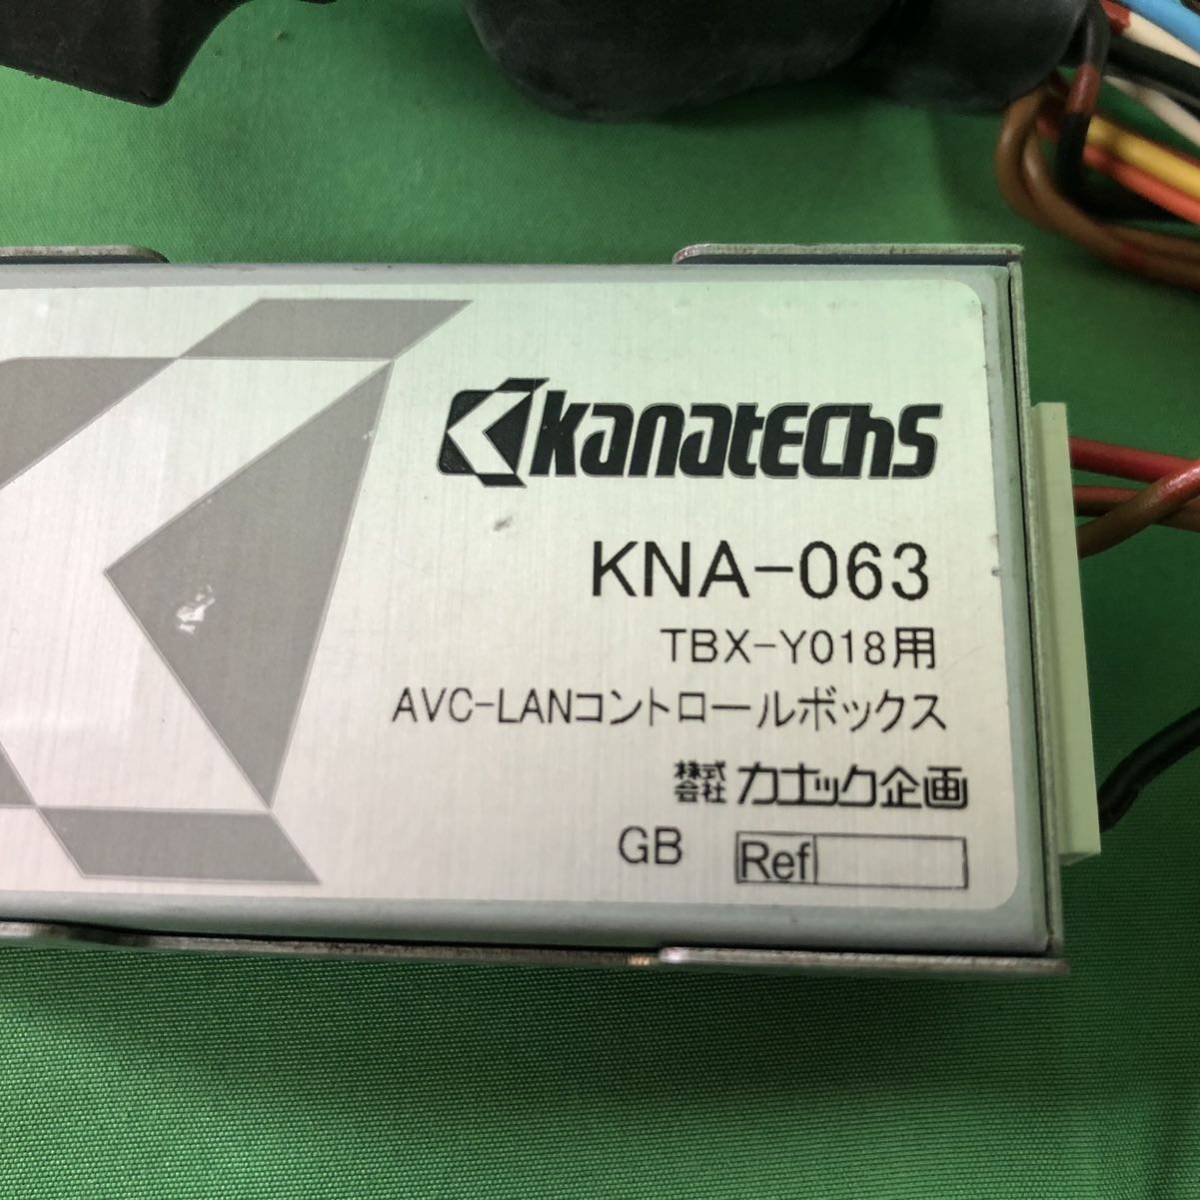 kanatechs
KNA-063
TBX-Y018用
AVC-LANコントロールボックス
株式会社 カナック企画
GB Ref